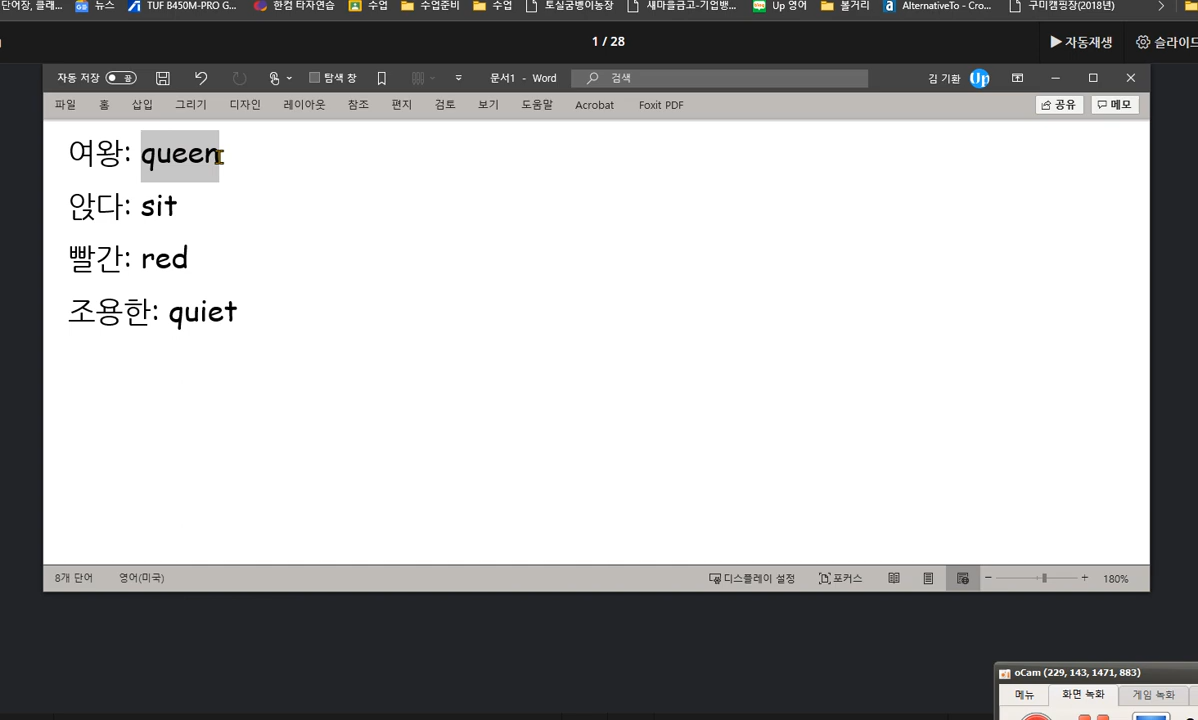 단어장, 클래... 뉴스 TUF B450M-PRO G... 한컴 타자연습 수업 수업준비 수업 토실굼벵이농장 새마을금고-기업뱅... Up 영어 볼거리 AlternativeTo - Cro... 구미캠핑장(2018년)
1 / 28 자동재생 슬라이드
자동 저장 끔 탐색 창 문서1 - Word 검색 김 기환 Up
파일 홈 삽입 그리기 디자인 레이아웃 참조 편지 검토 보기 도움말 Acrobat Foxit PDF 공유 메모
여왕: queen
앉다: sit
빨간: red
조용한: quiet
8개 단어 영어(미국) 디스플레이 설정 포커스 180%
oCam (229, 143, 1471, 883)
메뉴 화면 녹화 게임 녹화